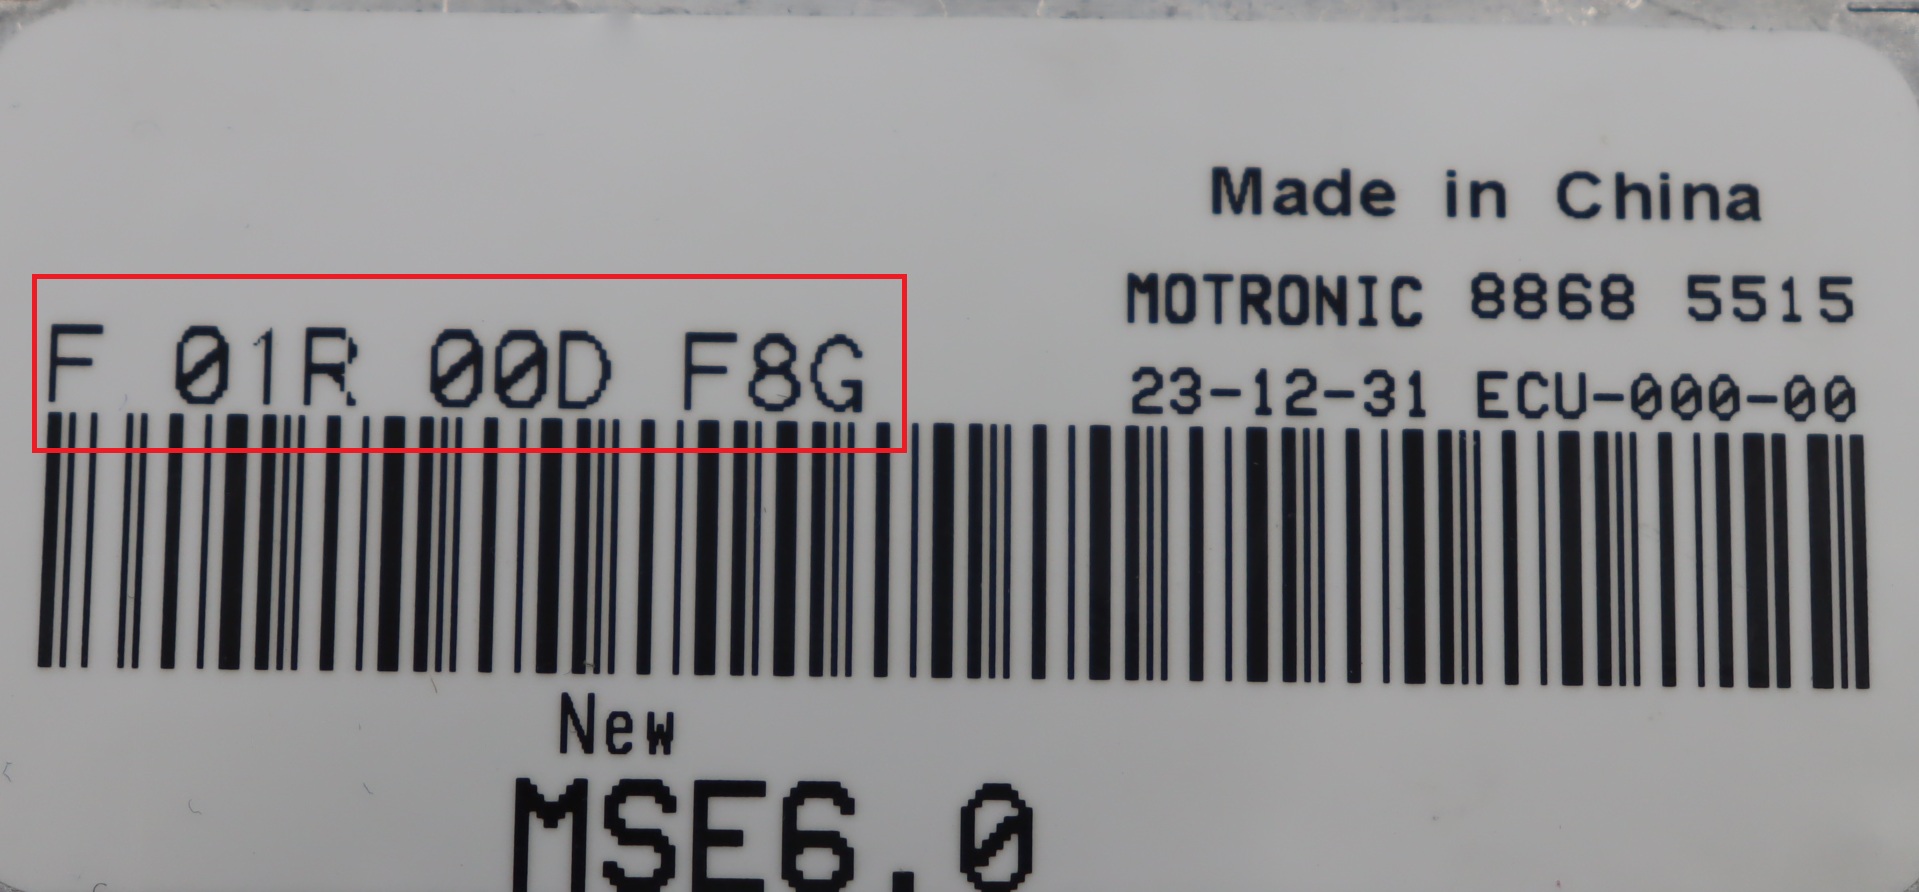 Made in China
MOTRONIC 8868 5515
F 01R 00D F8G
23-12-31 ECU-000-00
New
MSE6.0